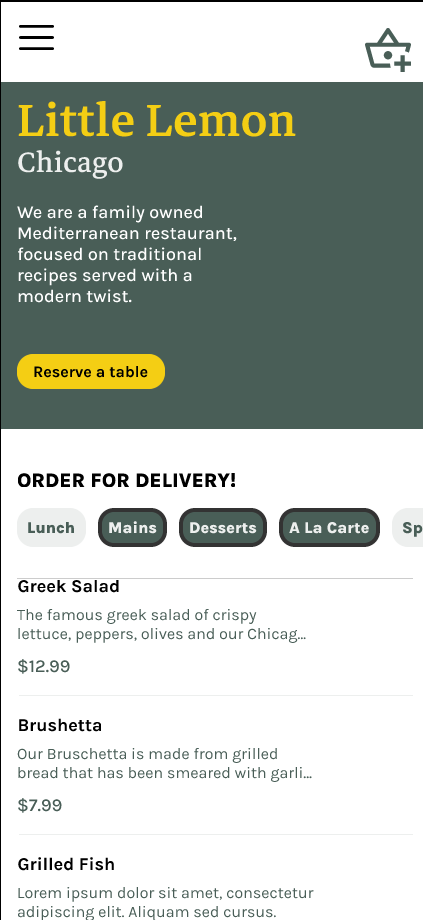 Little Lemon
Chicago
We are a family owned
Mediterranean restaurant,
focused on traditional
recipes served with a
modern twist.
Reserve a table
ORDER FOR DELIVERY!
Lunch Mains Desserts A La Carte Sp
Greek Salad
The famous greek salad of crispy
lettuce, peppers, olives and our Chicag...
$12.99
Brushetta
Our Bruschetta is made from grilled
bread that has been smeared with garli...
$7.99
Grilled Fish
Lorem ipsum dolor sit amet, consectetur
adipiscing elit. Aliquam sed cursus.